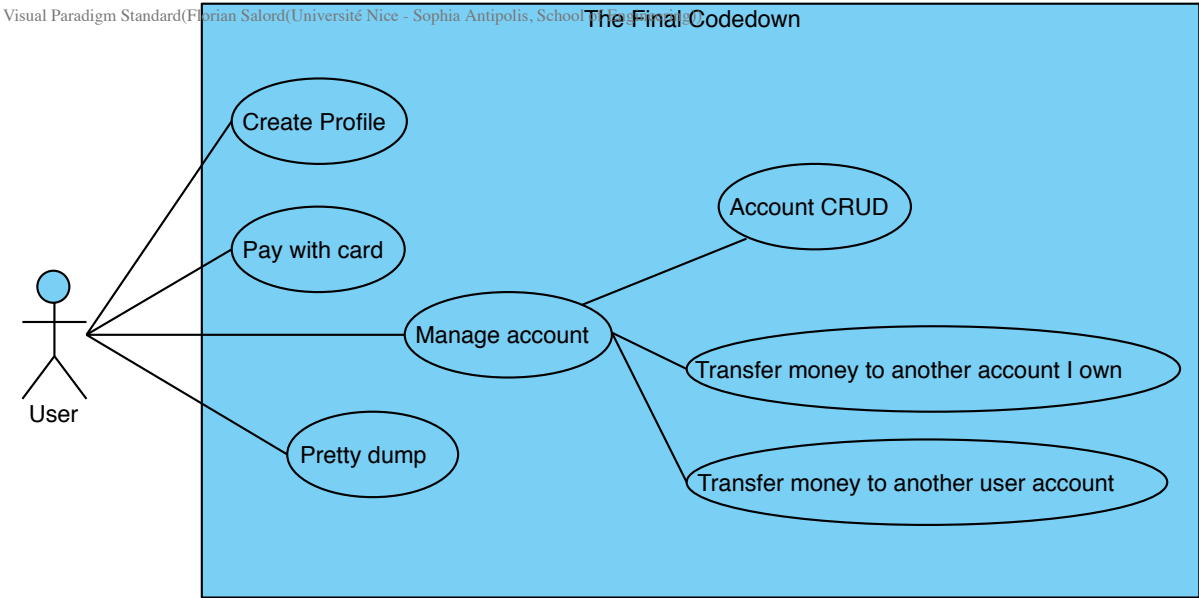 Visual Paradigm Standard(Florian Salord(Université Nice - Sophia Antipolis, School of Engineering))
The Final Codedown
Create Profile
Account CRUD
Pay with card
Manage account
Transfer money to another account I own
User
Pretty dump
Transfer money to another user account